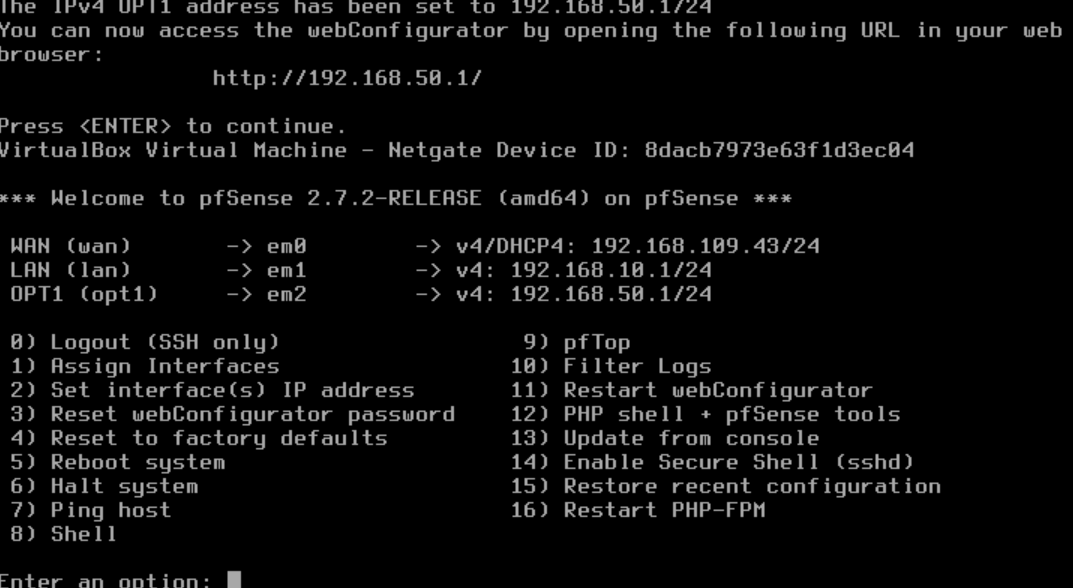 The IPv4 OPT1 address has been set to 192.168.50.1/24
You can now access the webConfigurator by opening the following URL in your web
browser:
http://192.168.50.1/
Press <ENTER> to continue.
VirtualBox Virtual Machine - Netgate Device ID: 8dacb7973e63f1d3ec04
*** Welcome to pfSense 2.7.2-RELEASE (amd64) on pfSense ***
WAN (wan) -> em0 -> v4/DHCP4: 192.168.109.43/24
LAN (lan) -> em1 -> v4: 192.168.10.1/24
OPT1 (opt1) -> em2 -> v4: 192.168.50.1/24
0) Logout (SSH only) 9) pfTop
1) Assign Interfaces 10) Filter Logs
2) Set interface(s) IP address 11) Restart webConfigurator
3) Reset webConfigurator password 12) PHP shell + pfSense tools
4) Reset to factory defaults 13) Update from console
5) Reboot system 14) Enable Secure Shell (sshd)
6) Halt system 15) Restore recent configuration
7) Ping host 16) Restart PHP-FPM
8) Shell
Enter an option: